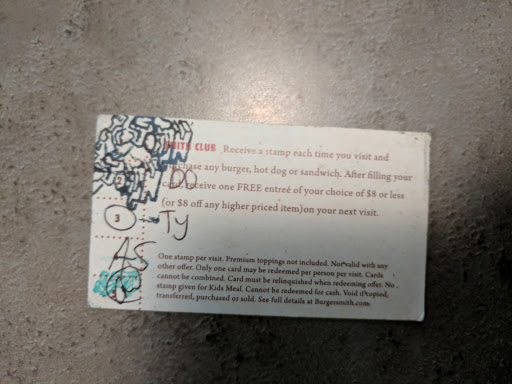 SMITH CLUB Receive a stamp each time you visit and
purchase any burger, hot dog or sandwich. After filling your
card, receive one FREE entreé of your choice of $8 or less
(or $8 off any higher priced item)on your next visit.
2
DO
3
Ty
AS
One stamp per visit. Premium toppings not included. Not valid with any
other offer. Only one card may be redeemed per person per visit. Cards
cannot be combined. Card must be relinquished when redeeming offer. No
stamp given for Kids Meal. Cannot be redeemed for cash. Void if copied,
transferred, purchased or sold. See full details at Burgersmith.com.